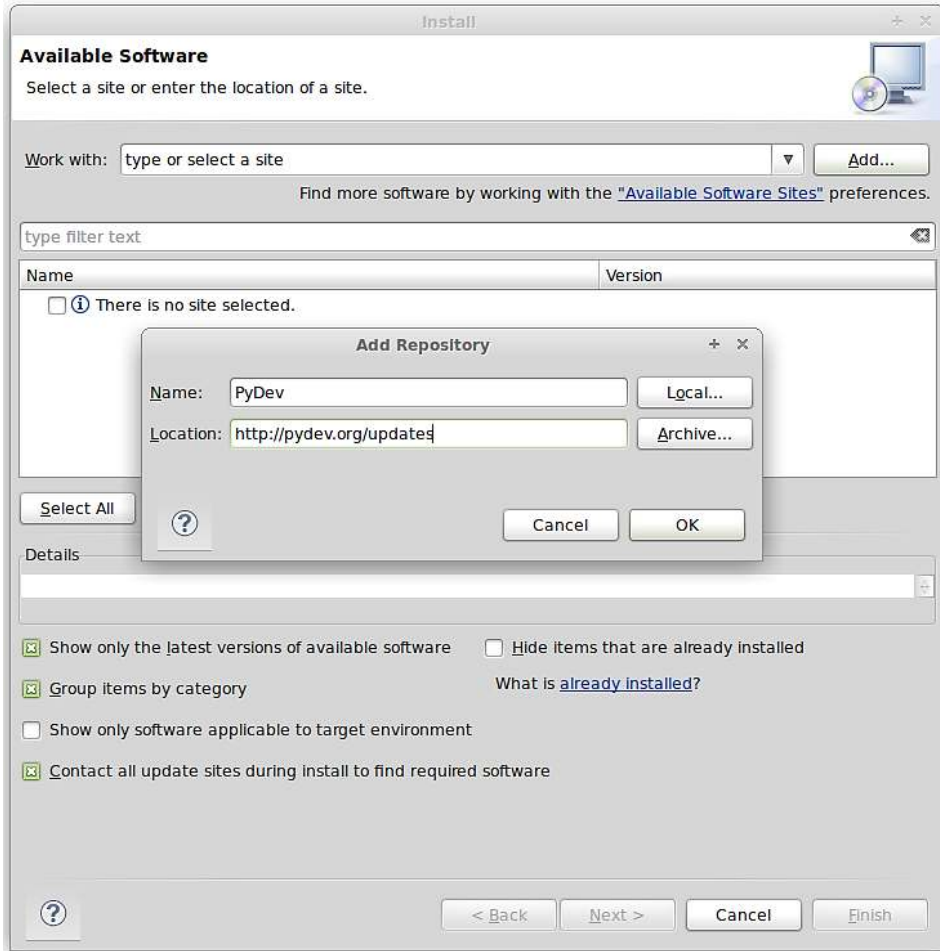 Install
Available Software
Select a site or enter the location of a site.
Work with: type or select a site Add...
Find more software by working with the "Available Software Sites" preferences.
type filter text
Name Version
There is no site selected.
Add Repository
Name: PyDev Local...
Location: http://pydev.org/updates Archive...
Select All
Cancel OK
Details
Show only the latest versions of available software Hide items that are already installed
Group items by category What is already installed?
Show only software applicable to target environment
Contact all update sites during install to find required software
< Back Next > Cancel Finish